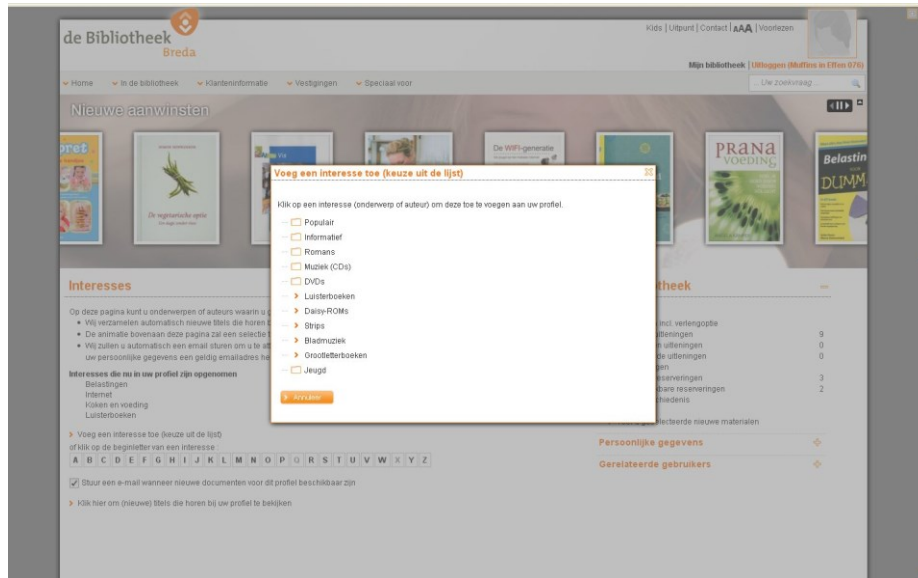 de Bibliotheek
Breda
Kids | Uitpunt | Contact | AAA | Voorlezen
Mijn bibliotheek | Uitloggen (Muffins in Effen 076)
Home In de bibliotheek Klanteninformatie Vestigingen Speciaal voor
... Uw zoekvraag ...
Nieuwe aanwinsten
De vegetarische optie
De WIFI-generatie
PRANA
VOEDING
Belastin
DUMM
Voeg een interesse toe (keuze uit de lijst)
Klik op een interesse (onderwerp of auteur) om deze toe te voegen aan uw profiel.
Populair
Informatief
Romans
Muziek (CDs)
DVDs
Luisterboeken
Daisy-ROMs
Strips
Bladmuziek
Grootletterboeken
Jeugd
Annuleer
Interesses
Op deze pagina kunt u onderwerpen of auteurs waarin u
Wij verzamelen automatisch nieuwe titels die horen
De animatie bovenaan deze pagina zal een selectie
Wij zullen u automatisch een email sturen om u te
uw persoonlijke gegevens een geldig emailadres
Interesses die nu in uw profiel zijn opgenomen
Belastingen
Internet
Koken en voeding
Luisterboeken
Voeg een interesse toe (keuze uit de lijst)
of klik op de beginletter van een interesse :
A B C D E F G H I J K L M N O P Q R S T U V W X Y Z
Stuur een e-mail wanneer nieuwe documenten voor dit profiel beschikbaar zijn
Klik hier om (nieuwe) titels die horen bij uw profiel te bekijken
theek
incl. verlengoptie
uitleningen 9
uitleningen 0
de uitleningen 0
gen
reserveringen 3
bare reserveringen 2
chiedenis
lecteerde nieuwe materialen
Persoonlijke gegevens
Gerelateerde gebruikers